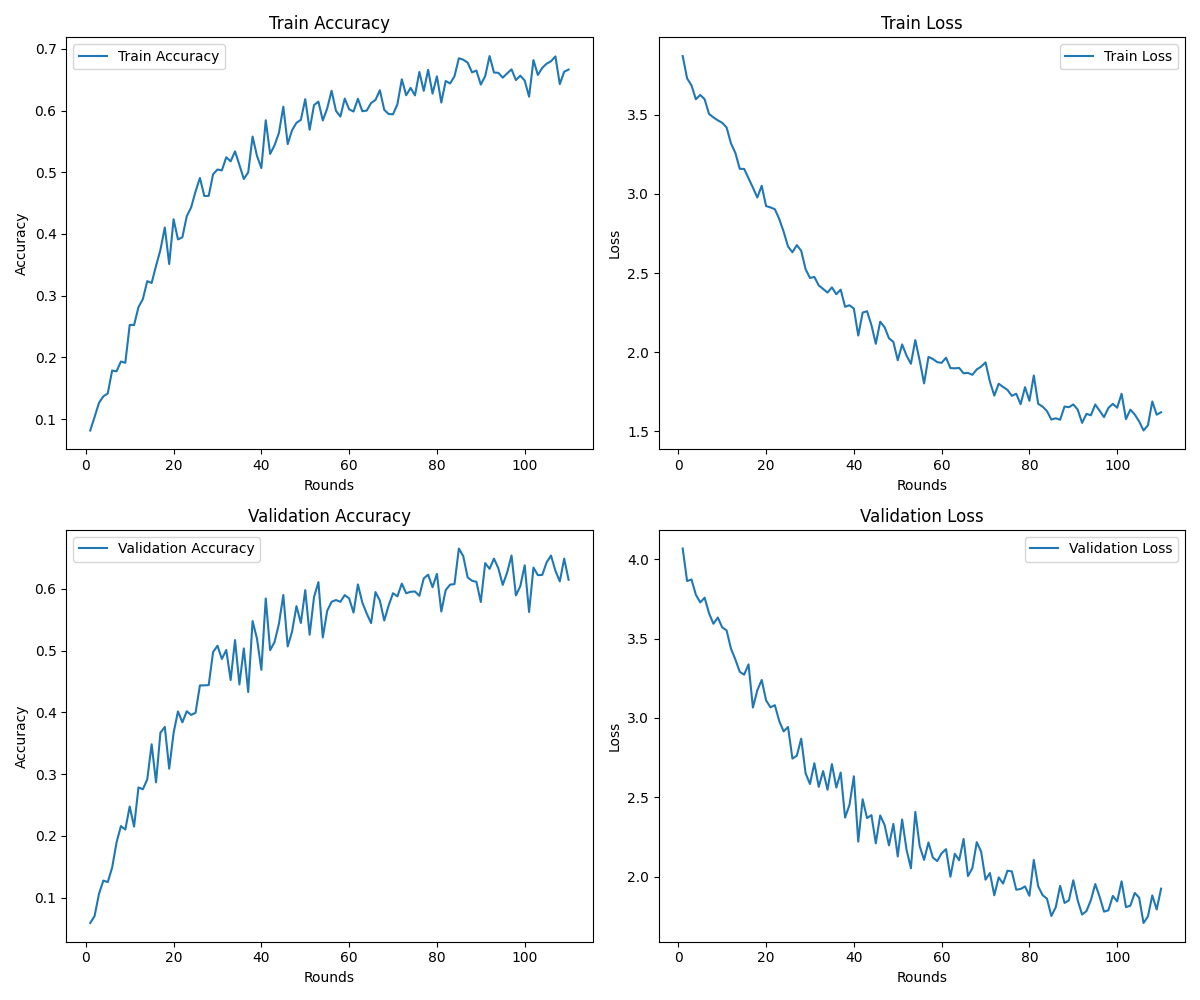 Train Accuracy
Train Accuracy
0.7
0.6
0.5
0.4
0.3
0.2
0.1
Accuracy
0 20 40 60 80 100
Rounds
Train Loss
Train Loss
3.5
3.0
2.5
2.0
1.5
Loss
0 20 40 60 80 100
Rounds
Validation Accuracy
Validation Accuracy
0.6
0.5
0.4
0.3
0.2
0.1
Accuracy
0 20 40 60 80 100
Rounds
Validation Loss
Validation Loss
4.0
3.5
3.0
2.5
2.0
Loss
0 20 40 60 80 100
Rounds